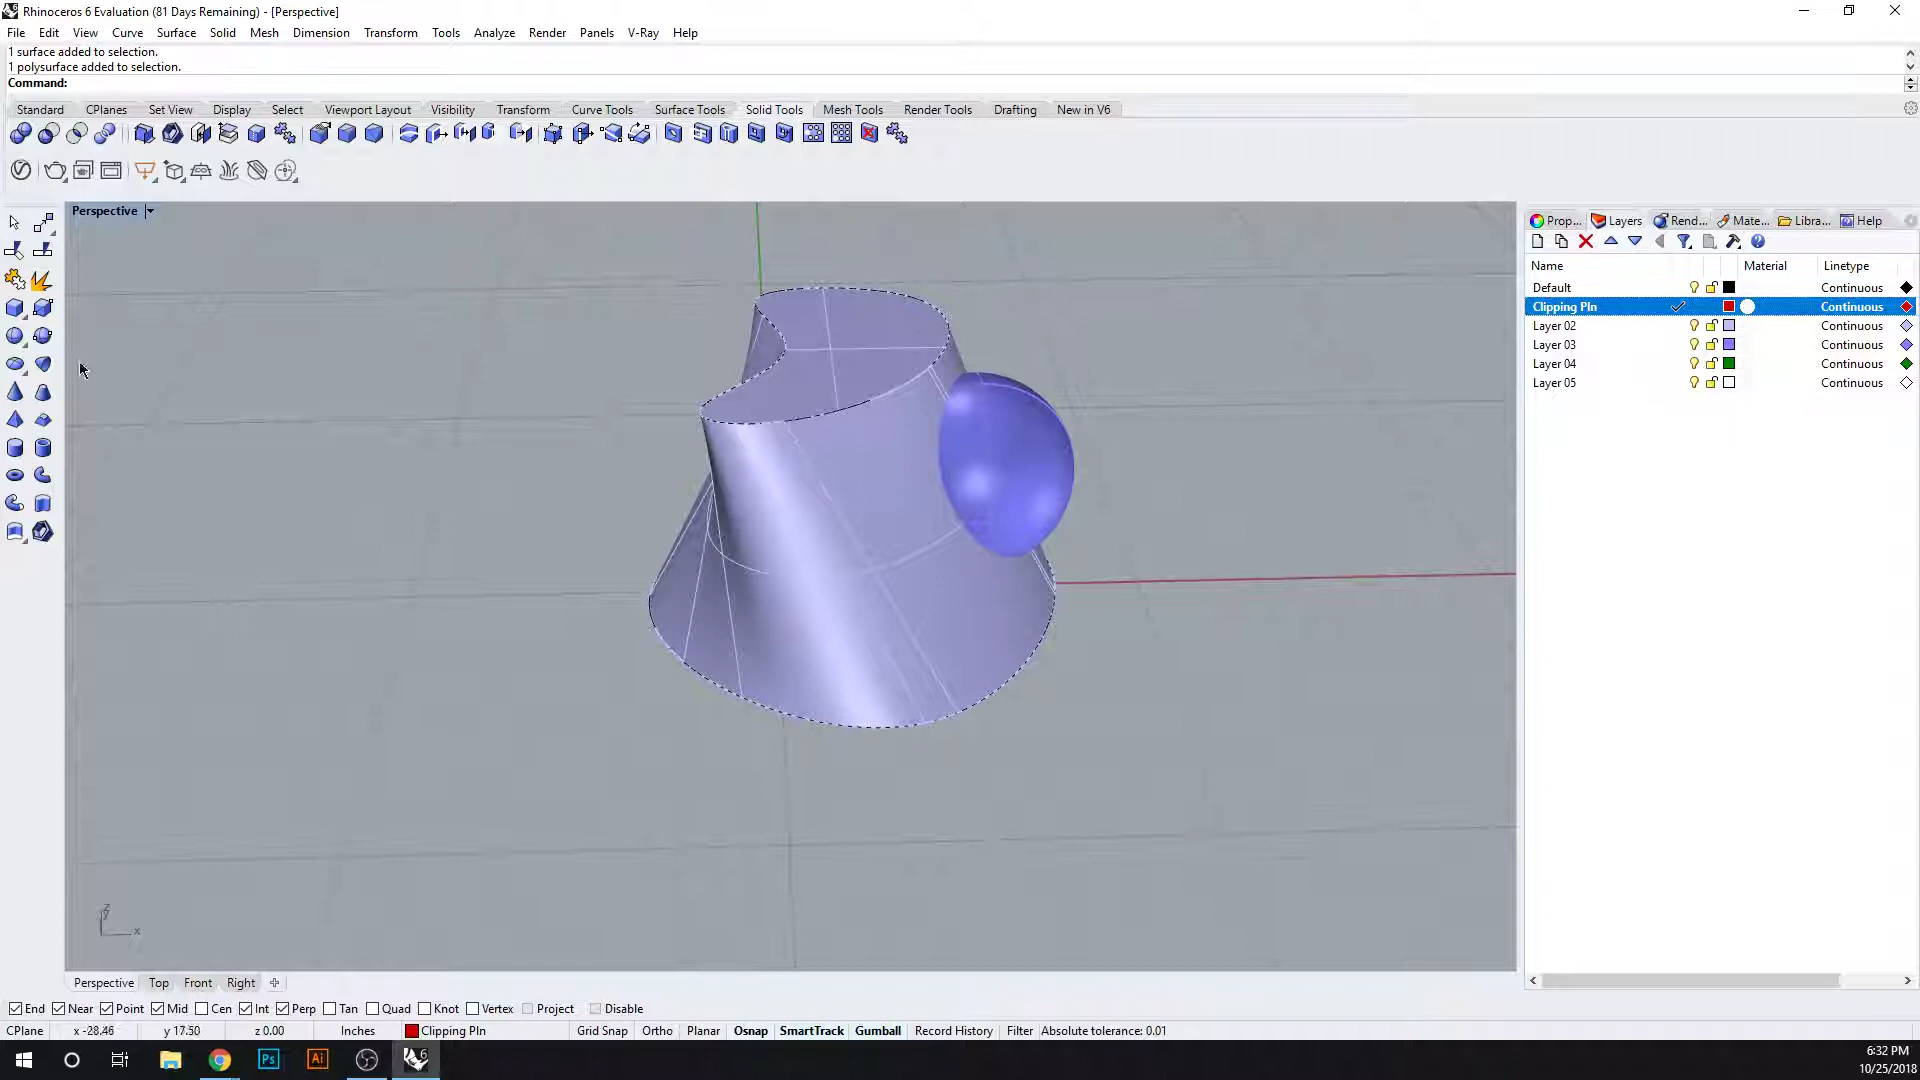 Rhinoceros 6 Evaluation (81 Days Remaining) - [Perspective]
File Edit View Curve Surface Solid Mesh Dimension Transform Tools Analyze Render Panels V-Ray Help
1 surface added to selection.
1 polysurface added to selection.
Command:
Standard CPlanes Set View Display Select Viewport Layout Visibility Transform Curve Tools Surface Tools Solid Tools Mesh Tools Render Tools Drafting New in V6
Perspective
Prop... Layers Rend... Mate... Libra... Help
Name Material Linetype
Default Continuous
Clipping Pln Continuous
Layer 02 Continuous
Layer 03 Continuous
Layer 04 Continuous
Layer 05 Continuous
z
y
x
Perspective Top Front Right
End Near Point Mid Cen Int Perp Tan Quad Knot Vertex Project Disable
CPlane x -28.46 y 17.50 z 0.00 Inches Clipping Pln Grid Snap Ortho Planar Osnap SmartTrack Gumball Record History Filter Absolute tolerance: 0.01
Ps Ai 6
6:32 PM
10/25/2018